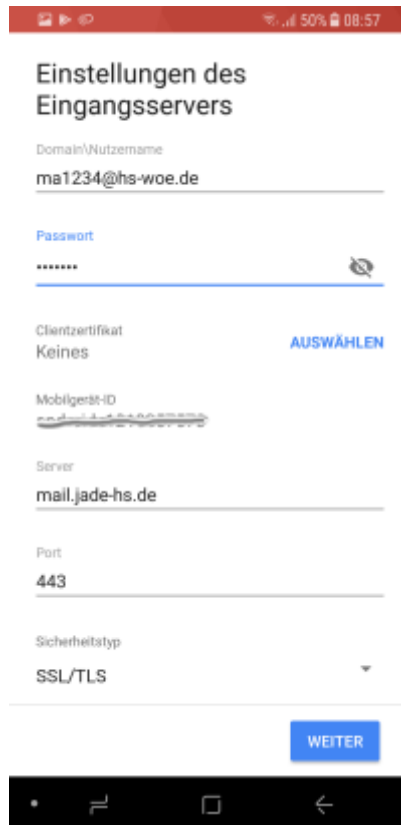 50% 08:57
Einstellungen des
Eingangsservers
Domain\Nutzername
ma1234@hs-woe.de
Passwort
•••••••
Clientzertifikat
Keines
AUSWÄHLEN
Mobilgerät-ID
Server
mail.jade-hs.de
Port
443
Sicherheitstyp
SSL/TLS
WEITER